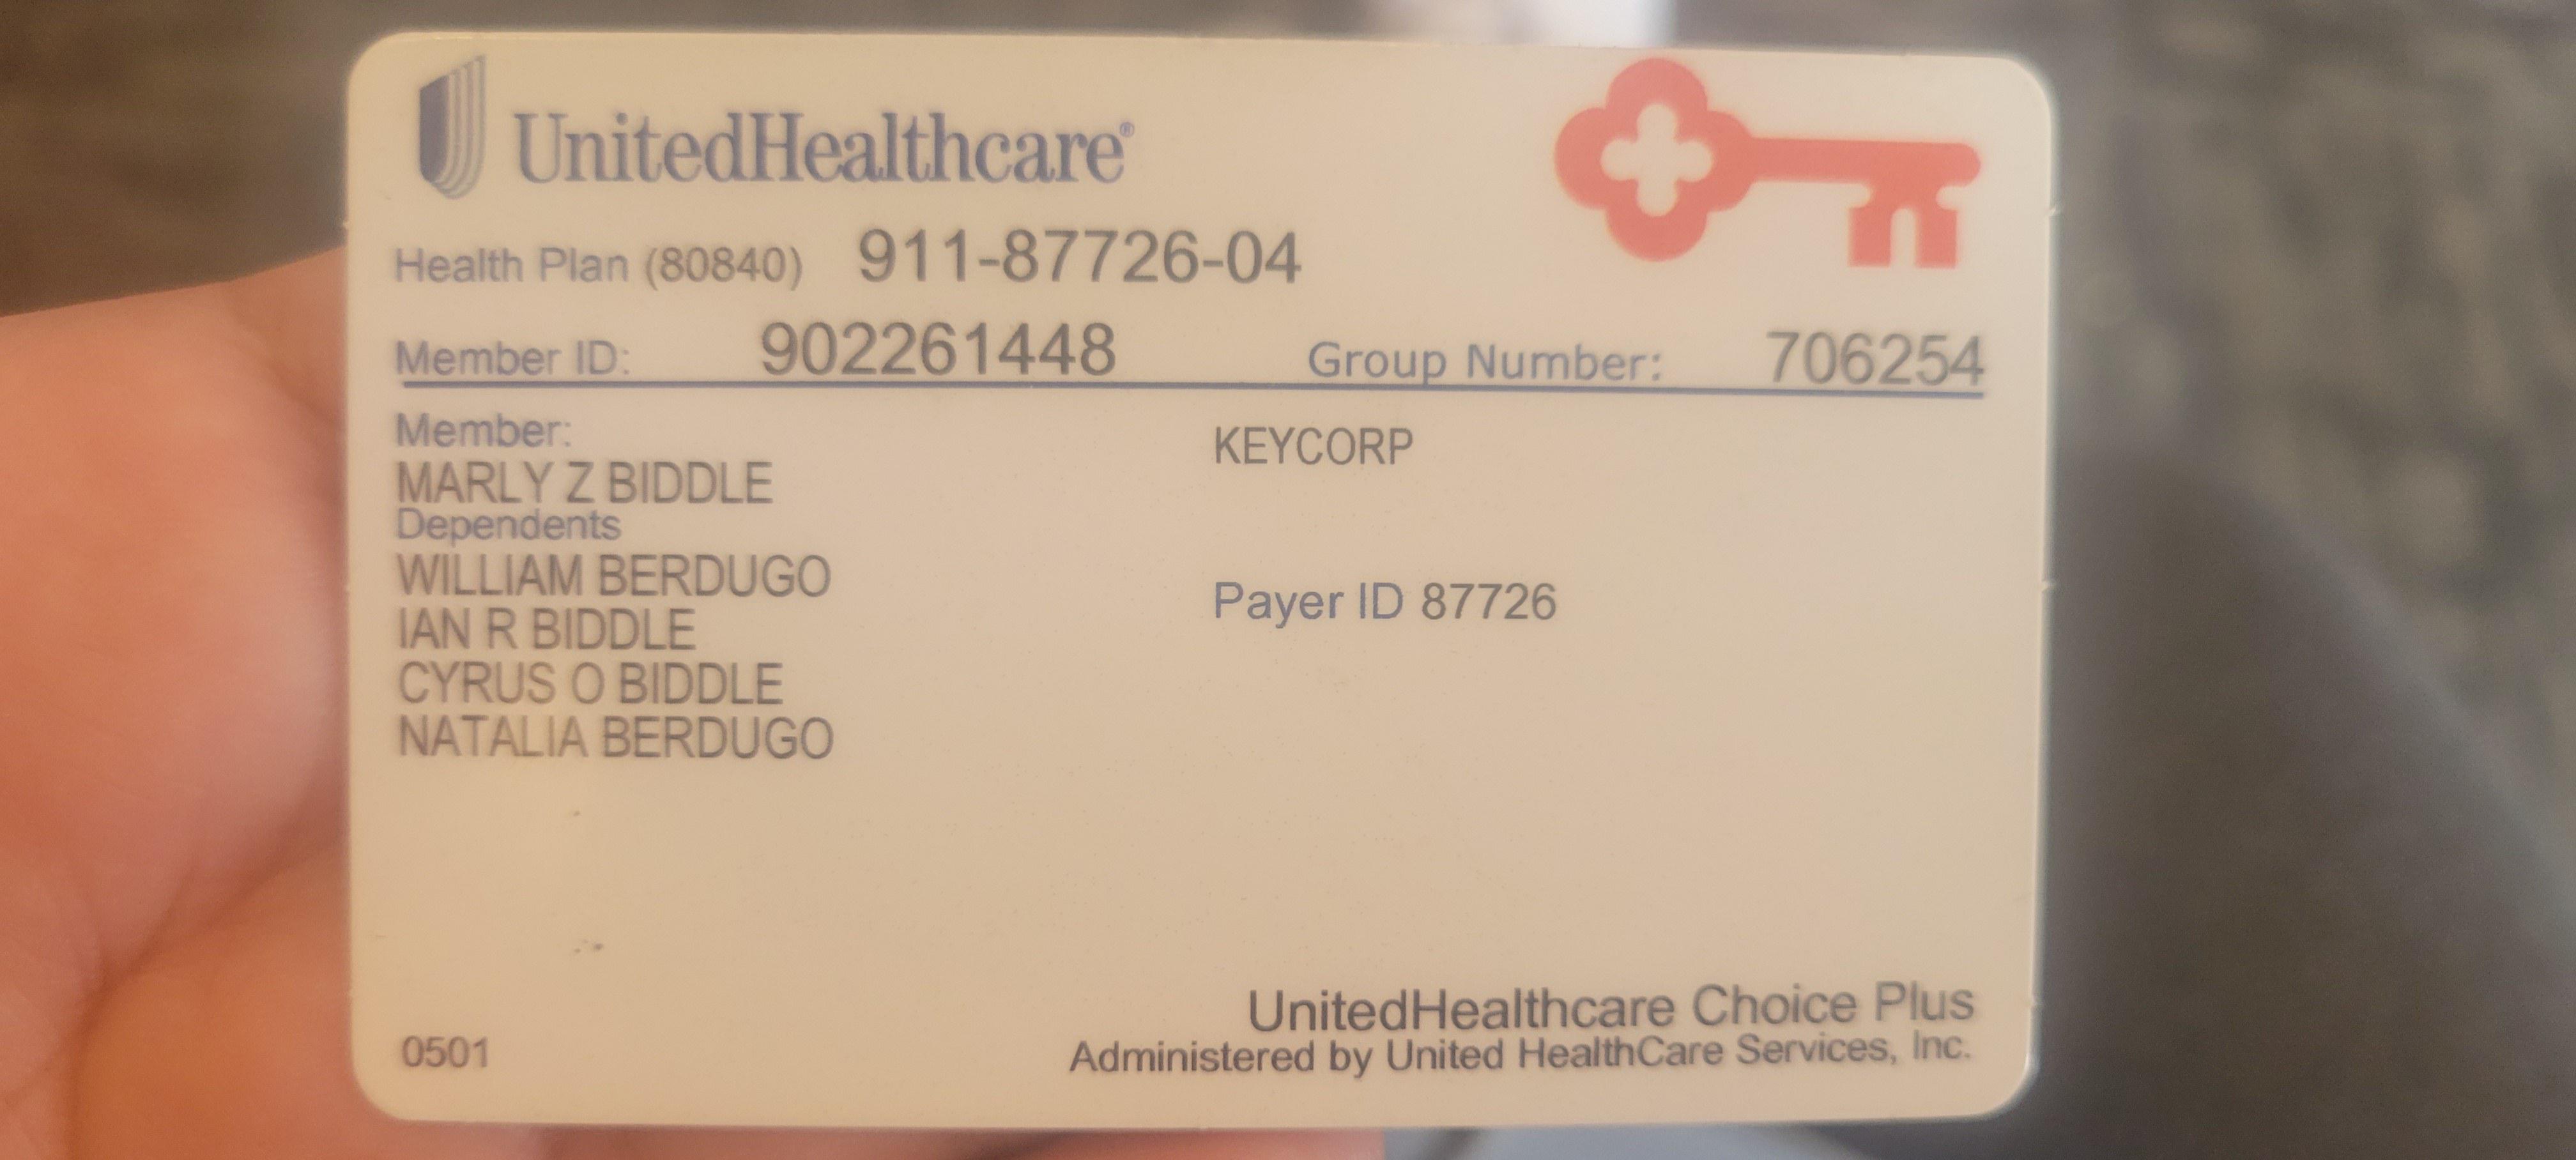 UnitedHealthcare®
Health Plan (80840) 911-87726-04
Member ID: 902261448 Group Number: 706254
Member:
MARLY Z BIDDLE
Dependents
WILLIAM BERDUGO
IAN R BIDDLE
CYRUS O BIDDLE
NATALIA BERDUGO
KEYCORP
Payer ID 87726
0501
UnitedHealthcare Choice Plus
Administered by United HealthCare Services, Inc.